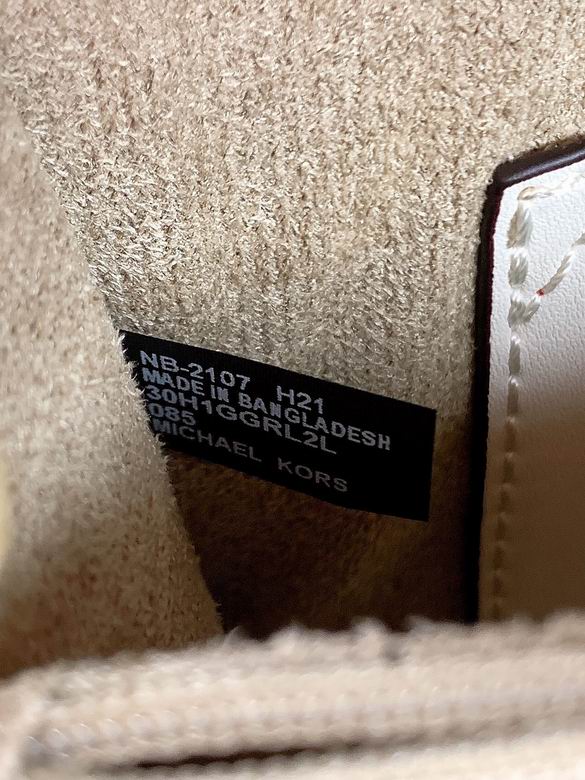 NB-2107 H21
MADE IN BANGLADESH
30H1GGRL2L
085
MICHAEL KORS